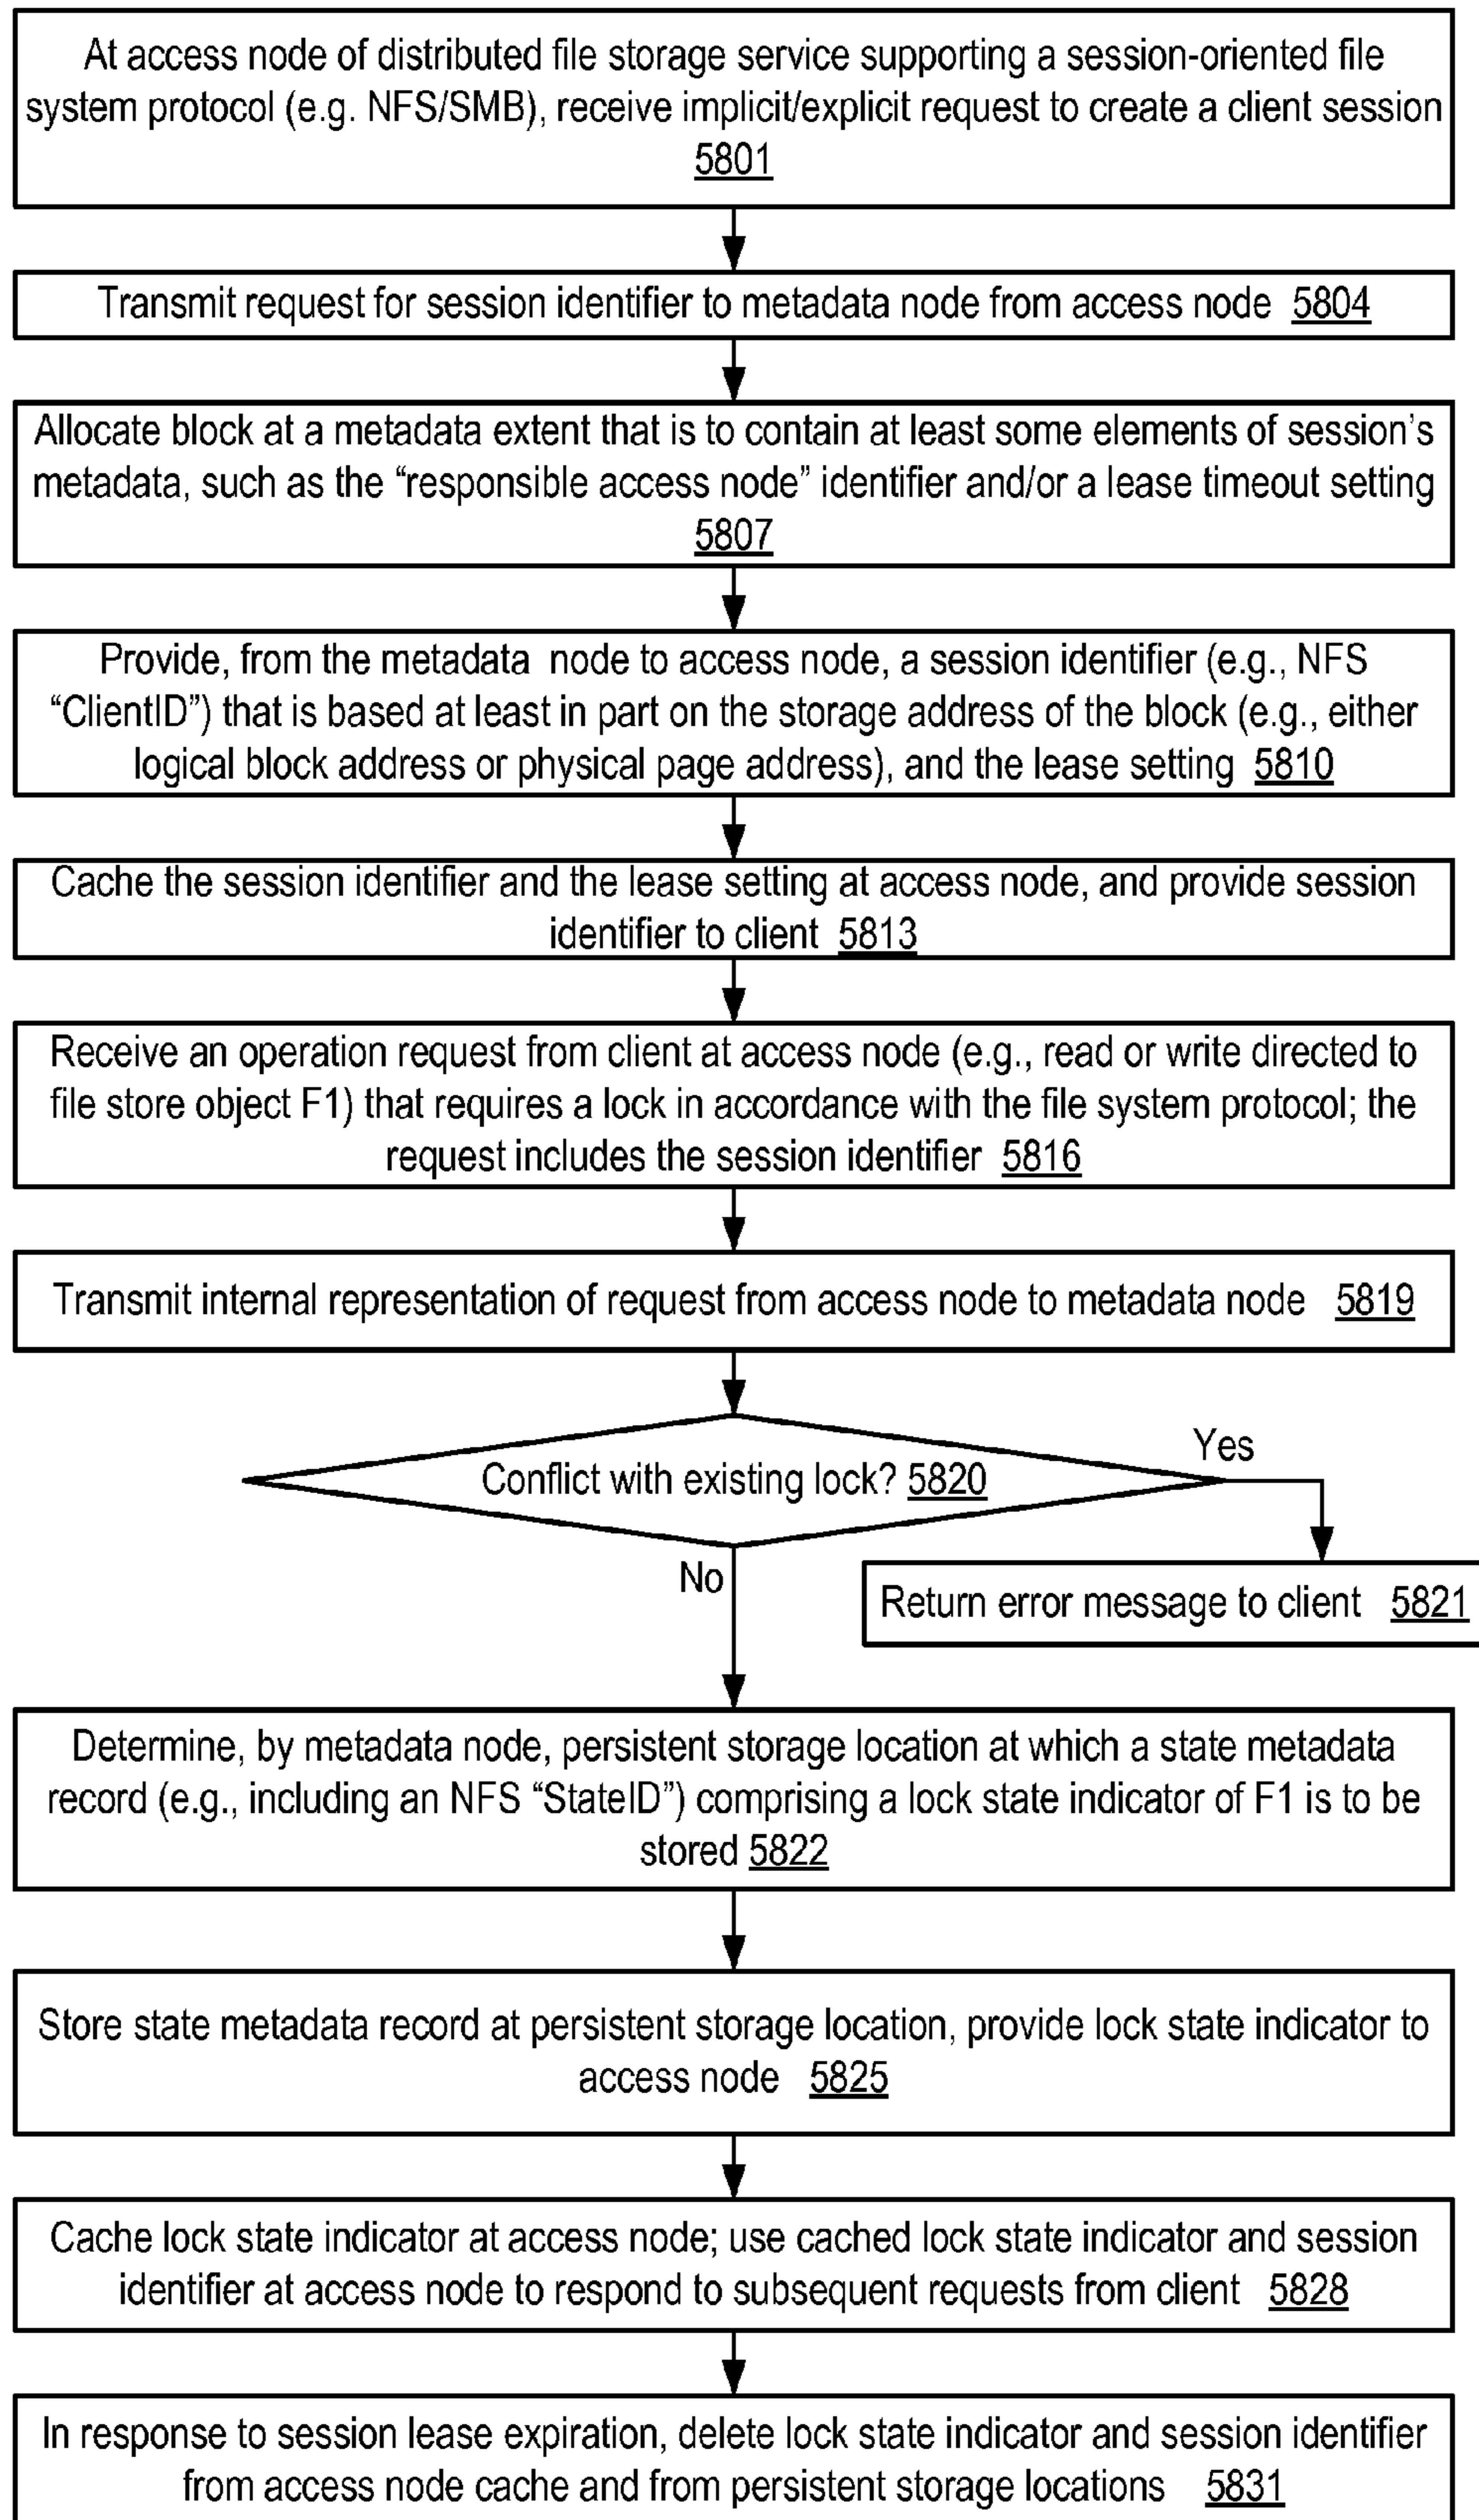 At access node of distributed file storage service supporting a session-oriented file
system protocol (e.g. NFS/SMB), receive implicit/explicit request to create a client session
5801
Transmit request for session identifier to metadata node from access node 5804
Allocate block at a metadata extent that is to contain at least some elements of session's
metadata, such as the “responsible access node” identifier and/or a lease timeout setting
5807
Provide, from the metadata node to access node, a session identifier (e.g., NFS
“ClientID”) that is based at least in part on the storage address of the block (e.g., either
logical block address or physical page address), and the lease setting 5810
Cache the session identifier and the lease setting at access node, and provide session
identifier to client 5813
Receive an operation request from client at access node (e.g., read or write directed to
file store object F1) that requires a lock in accordance with the file system protocol; the
request includes the session identifier 5816
Transmit internal representation of request from access node to metadata node 5819
Yes
Conflict with existing lock? 5820
No
Return error message to client 5821
Determine, by metadata node, persistent storage location at which a state metadata
record (e.g., including an NFS “StateID”) comprising a lock state indicator of F1 is to be
stored 5822
Store state metadata record at persistent storage location, provide lock state indicator to
access node 5825
Cache lock state indicator at access node; use cached lock state indicator and session
identifier at access node to respond to subsequent requests from client 5828
In response to session lease expiration, delete lock state indicator and session identifier
from access node cache and from persistent storage locations 5831